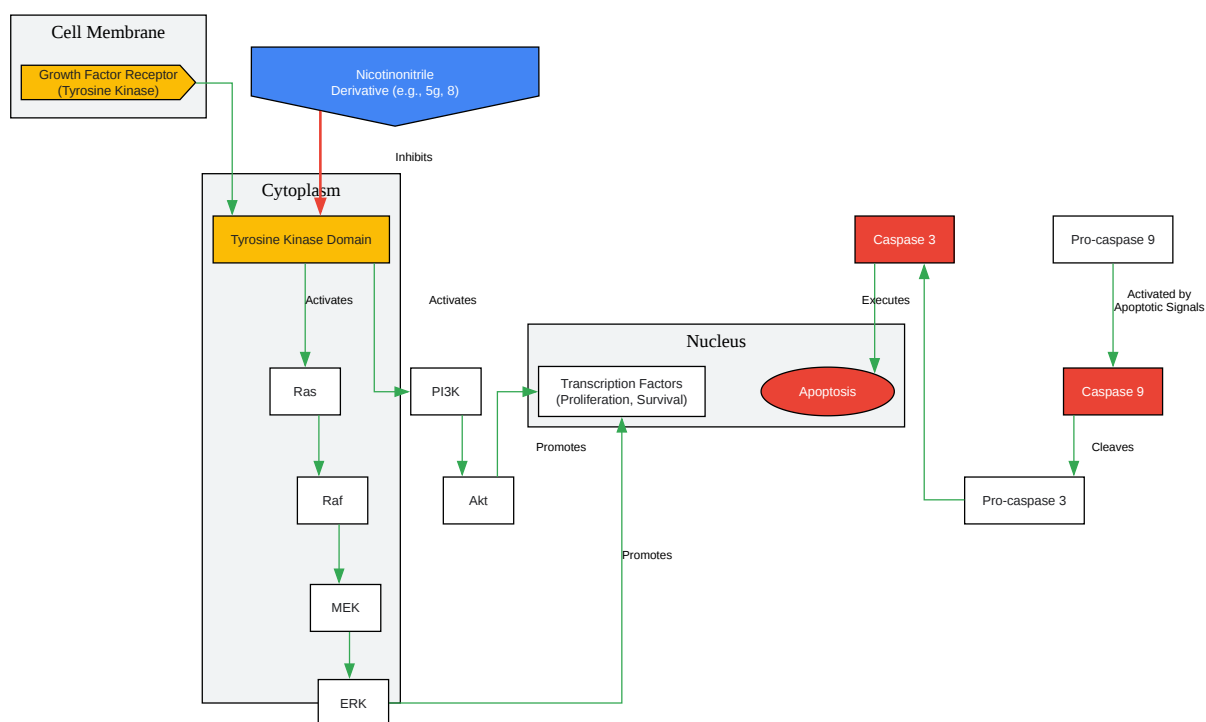 Cell Membrane
Growth Factor Receptor
(Tyrosine Kinase)
Nicotinonitrile
Derivative (e.g., 5g, 8)
Inhibits
Cytoplasm
Tyrosine Kinase Domain
Caspase 3
Pro-caspase 9
Activates
Activates
Executes
Activated by
Apoptotic Signals
Nucleus
Ras
PI3K
Transcription Factors
(Proliferation, Survival)
Apoptosis
Caspase 9
Promotes
Cleaves
Raf
Akt
Pro-caspase 3
Promotes
MEK
ERK